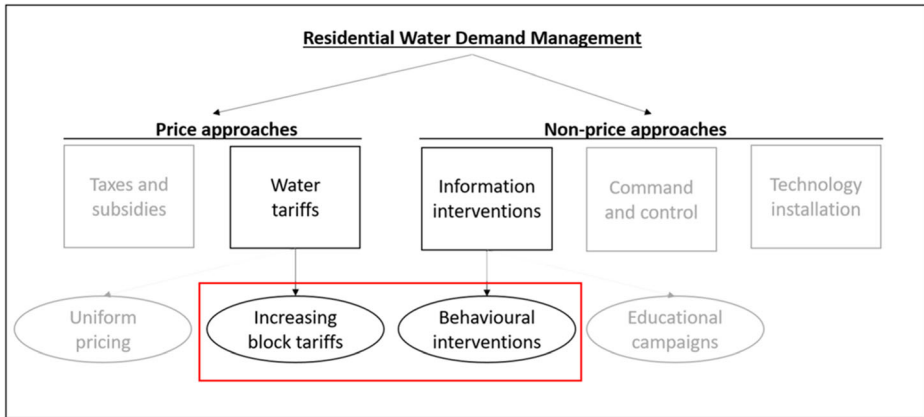 Residential Water Demand Management
Price approaches
Non-price approaches
Taxes and
subsidies
Water
tariffs
Information
interventions
Command
and control
Technology
installation
Uniform
pricing
Increasing
block tariffs
Behavioural
interventions
Educational
campaigns